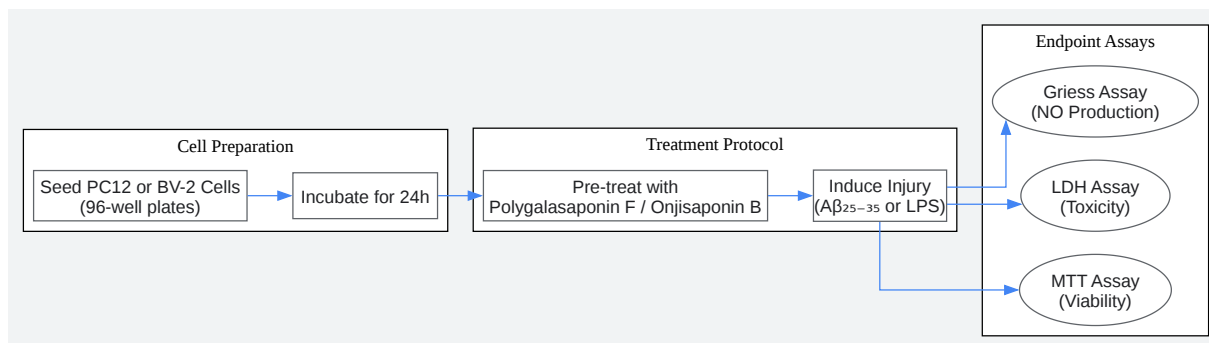 Cell Preparation
Seed PC12 or BV-2 Cells
(96-well plates)
Incubate for 24h
Treatment Protocol
Pre-treat with
Polygalasaponin F / Onjisaponin B
Induce Injury
(Aβ₂₅₋₃₅ or LPS)
Endpoint Assays
Griess Assay
(NO Production)
LDH Assay
(Toxicity)
MTT Assay
(Viability)